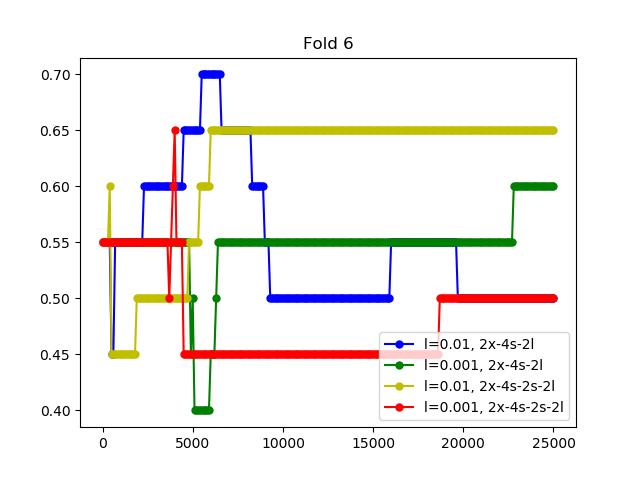 Fold 6
0.70
0.65
0.60
0.55
0.50
0.45
0.40
l=0.01, 2x-4s-2l
l=0.001, 2x-4s-2l
l=0.01, 2x-4s-2s-2l
l=0.001, 2x-4s-2s-2l
0 5000 10000 15000 20000 25000